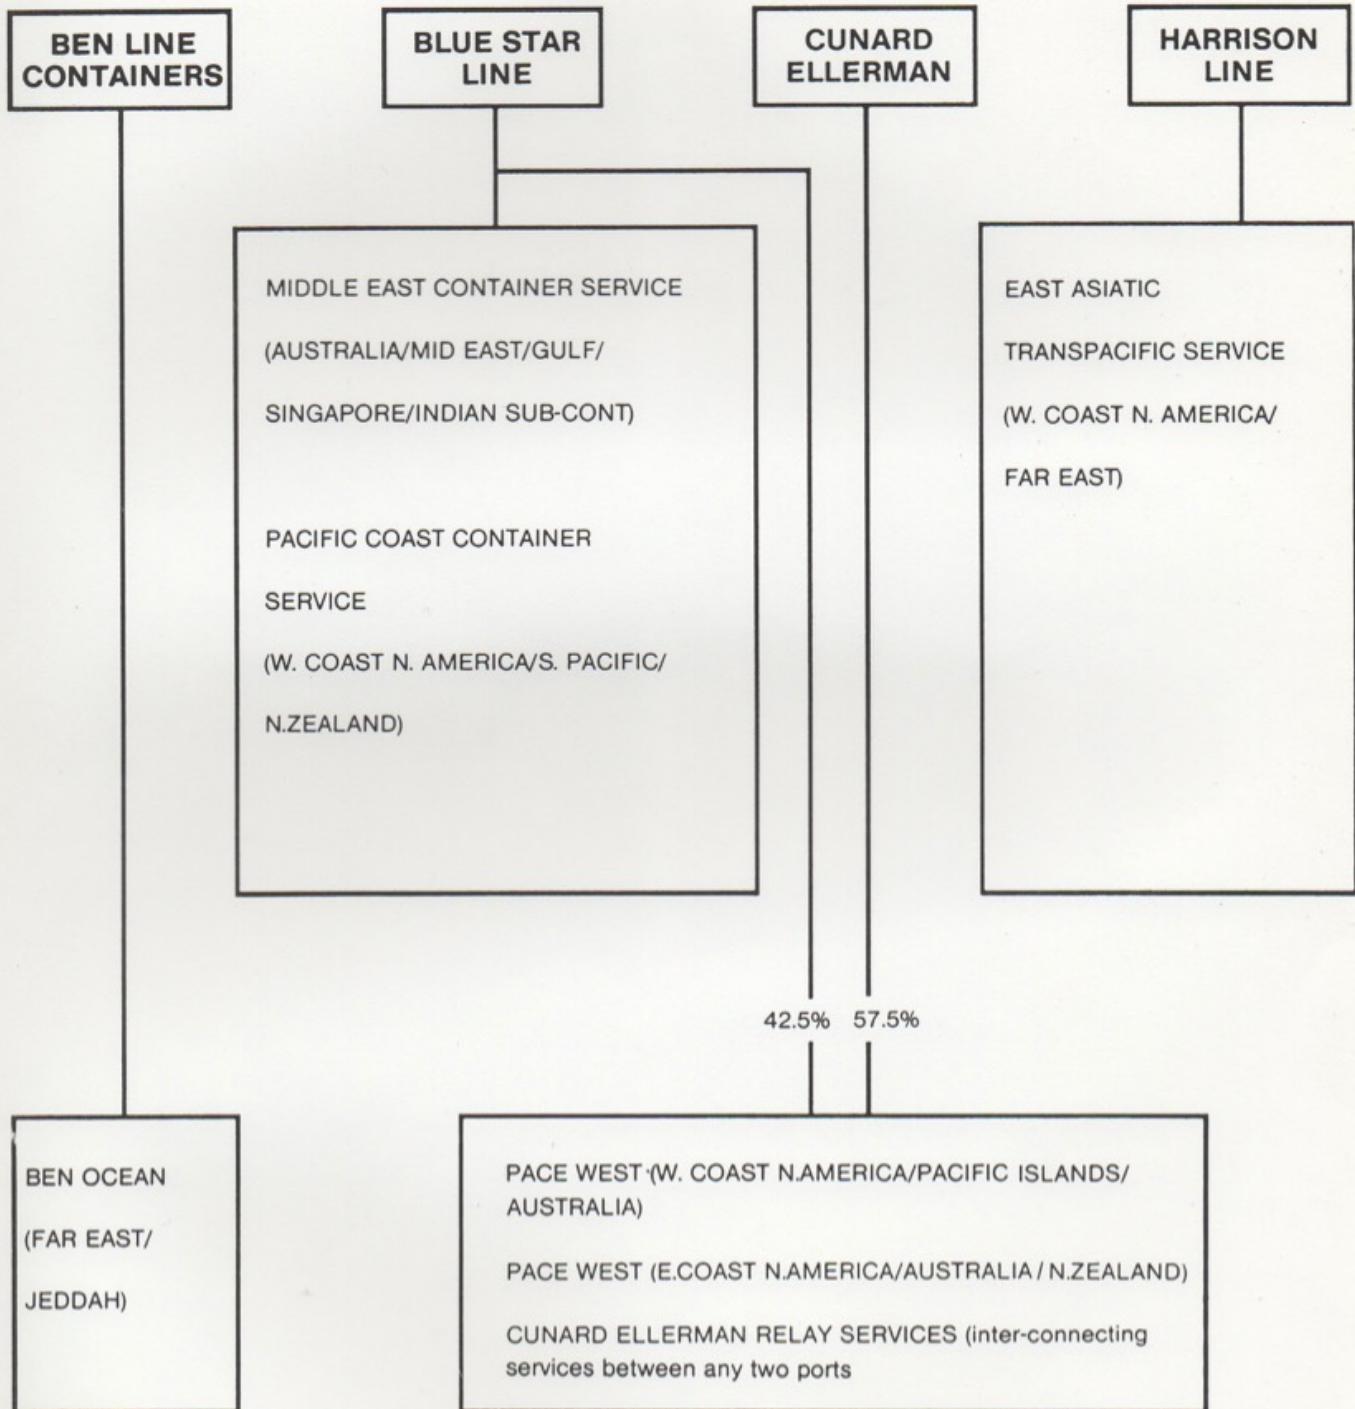 BEN LINE
CONTAINERS
BLUE STAR
LINE
CUNARD
ELLERMAN
HARRISON
LINE
MIDDLE EAST CONTAINER SERVICE
(AUSTRALIA/MID EAST/GULF/
SINGAPORE/INDIAN SUB-CONT)
PACIFIC COAST CONTAINER
SERVICE
(W. COAST N. AMERICA/S. PACIFIC/
N.ZEALAND)
EAST ASIATIC
TRANSPACIFIC SERVICE
(W. COAST N. AMERICA/
FAR EAST)
42.5% 57.5%
BEN OCEAN
(FAR EAST/
JEDDAH)
PACE WEST (W. COAST N.AMERICA/PACIFIC ISLANDS/
AUSTRALIA)
PACE WEST (E.COAST N.AMERICA/AUSTRALIA/N.ZEALAND)
CUNARD ELLERMAN RELAY SERVICES (inter-connecting
services between any two ports